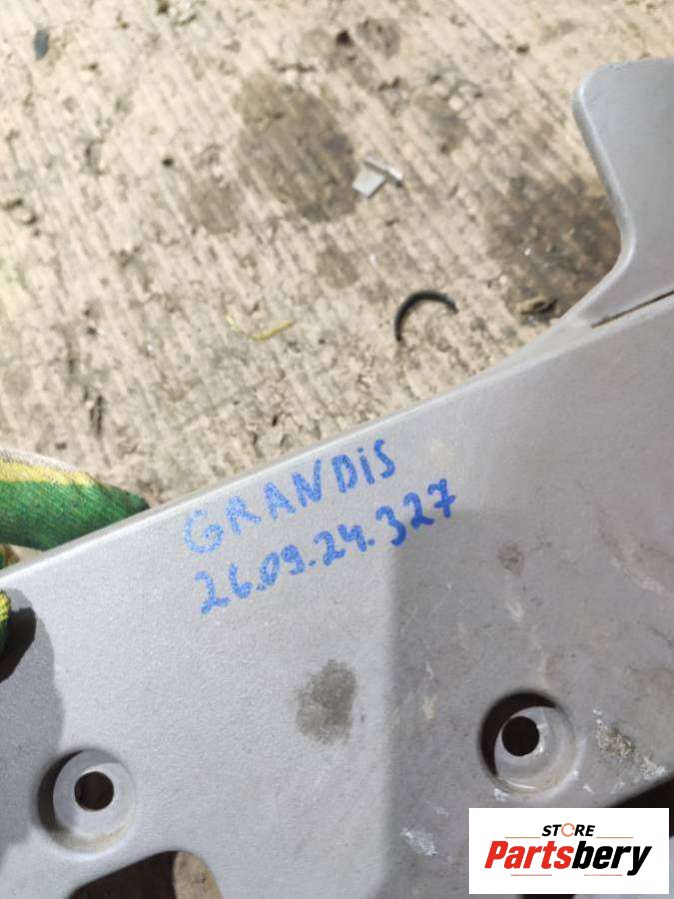 GRANDiS
26.09.24.327
STORE
Partsbery